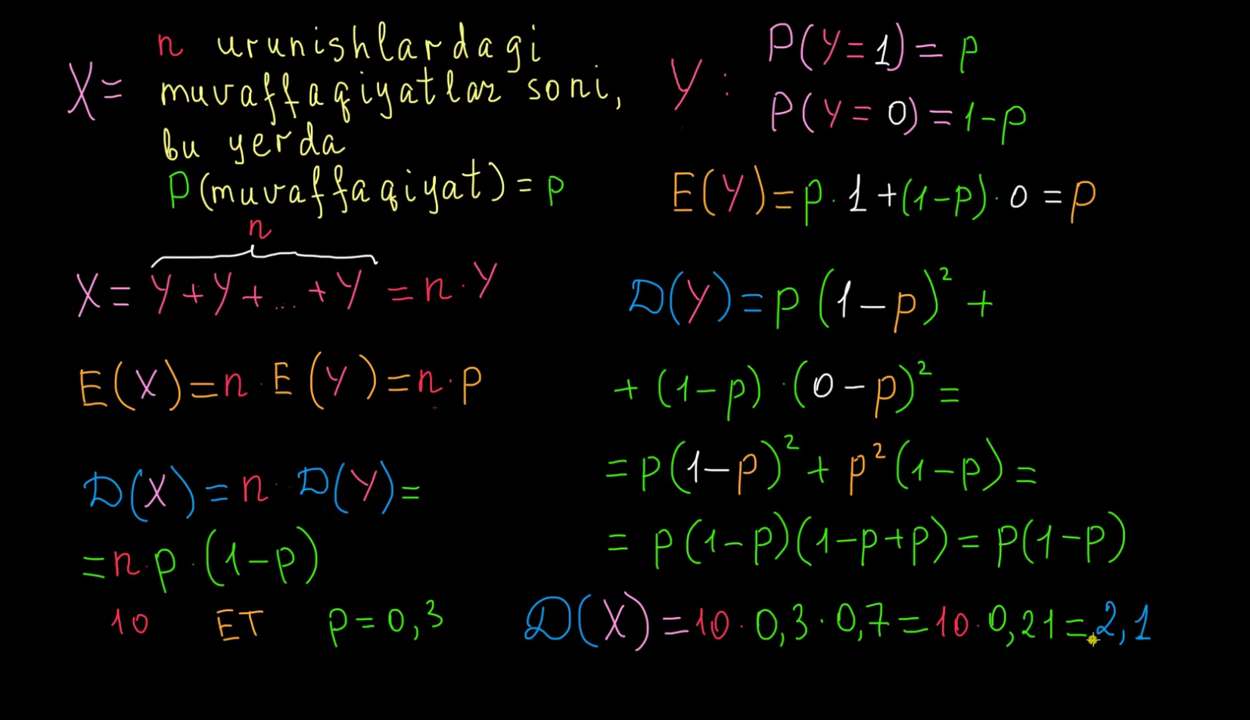 X = n urunishlardagi
muvaffaqiyatlar soni,
bu yerda
P(muvaffaqiyat) = p
n
X = Y + Y + ... + Y = n · Y
E(X) = n · E(Y) = n · p
D(X) = n · D(Y) =
= n · p · (1 - p)
10 ET p = 0,3
Y : P(Y = 1) = p
P(Y = 0) = 1 - p
E(Y) = p · 1 + (1 - p) · 0 = p
D(Y) = p (1 - p)² +
+ (1 - p) · (0 - p)² =
= p(1 - p)² + p² (1 - p) =
= p(1 - p)(1 - p + p) = p(1 - p)
D(X) = 10 · 0,3 · 0,7 = 10 · 0,21 = 2,1